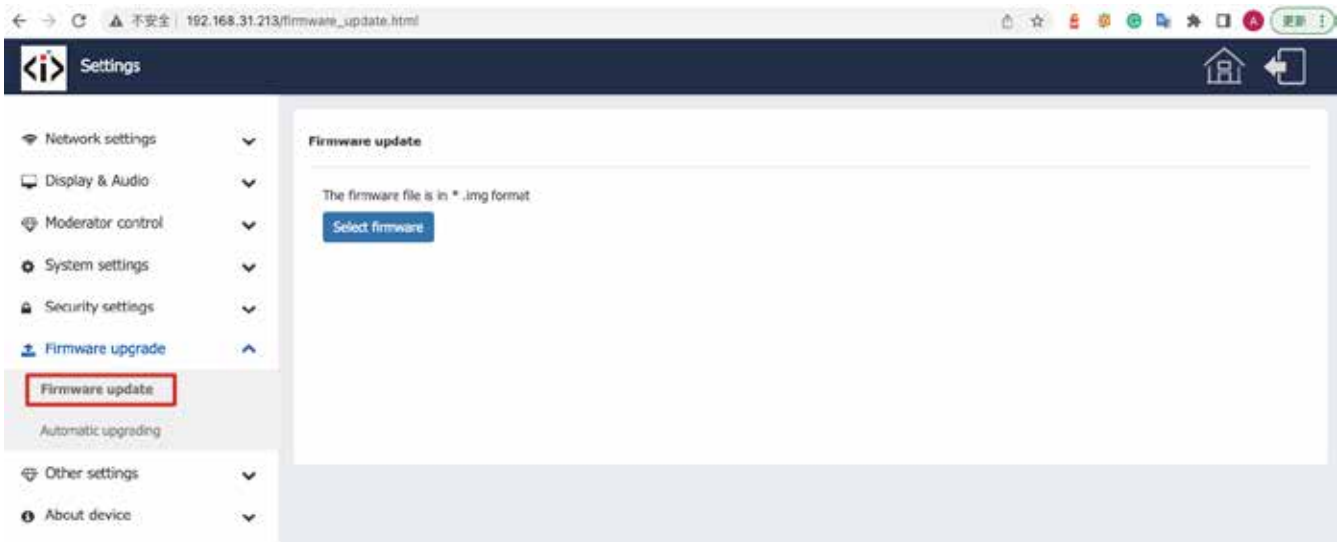 不安全 192.168.31.213/firmware_update.html
更新
<i> Settings
Network settings
Display & Audio
Moderator control
System settings
Security settings
Firmware upgrade
Firmware update
Automatic upgrading
Other settings
About device
Firmware update
The firmware file is in * .img format
Select firmware